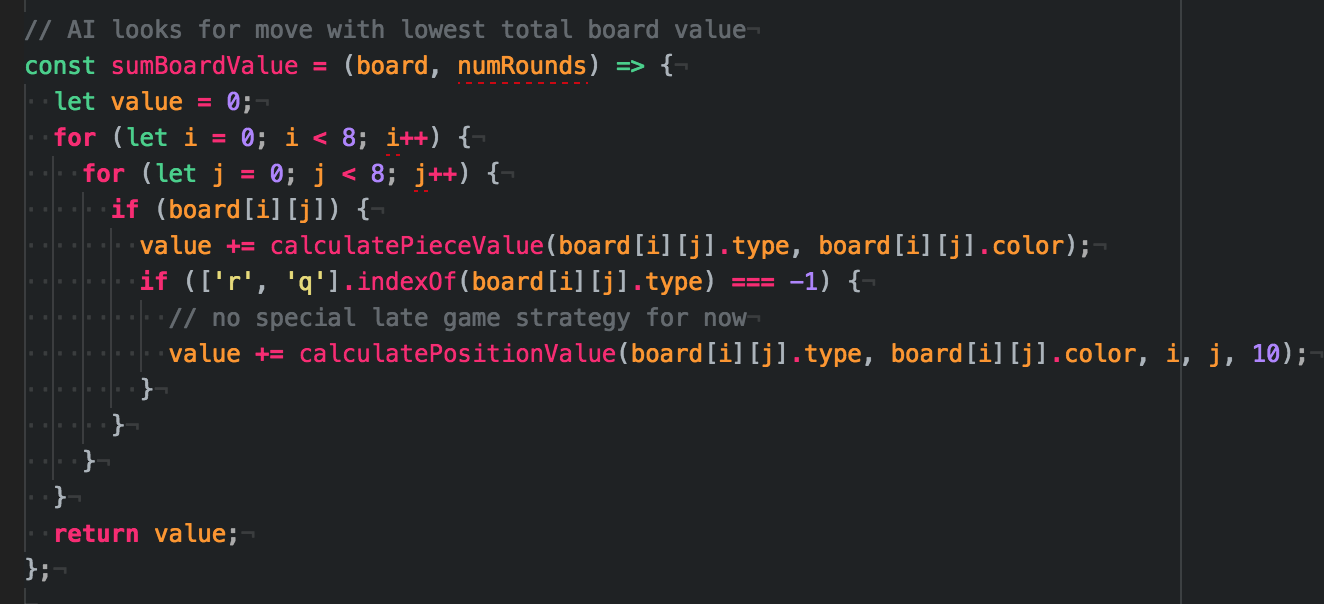 // AI looks for move with lowest total board value¬
const sumBoardValue = (board, numRounds) => {¬
··let value = 0;¬
··for (let i = 0; i < 8; i++) {¬
····for (let j = 0; j < 8; j++) {¬
······if (board[i][j]) {¬
········value += calculatePieceValue(board[i][j].type, board[i][j].color);¬
········if (['r', 'q'].indexOf(board[i][j].type) === -1) {¬
··········// no special late game strategy for now¬
··········value += calculatePositionValue(board[i][j].type, board[i][j].color, i, j, 10);¬
········}¬
······}¬
····}¬
··}¬
··return value;¬
};¬
¬